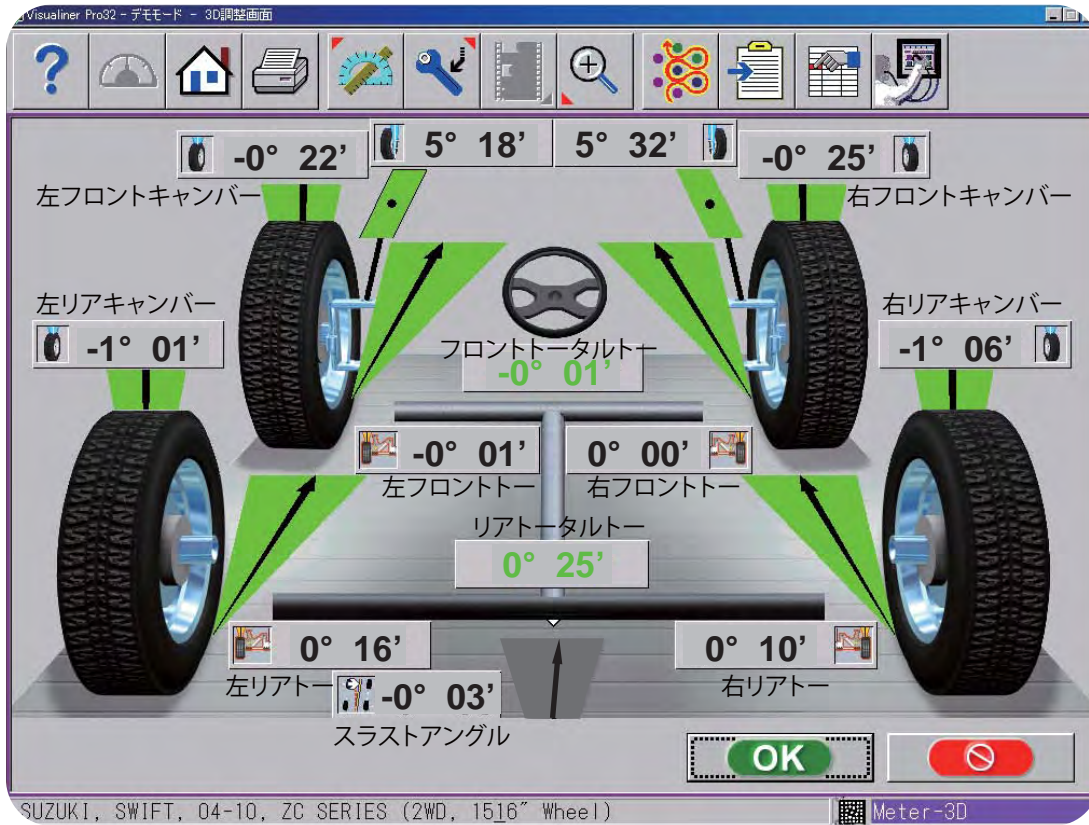 Visualiner Pro32 - デモモード - 3D調整画面
-0° 22’
5° 18’
5° 32’
-0° 25’
左フロントキャンバー
右フロントキャンバー
左リアキャンバー
右リアキャンバー
-1° 01’
-1° 06’
フロントトータルトー
-0° 01’
-0° 01’
0° 00’
左フロントトー
右フロントトー
リアトータルトー
0° 25’
0° 16’
0° 10’
左リアトー
右リアトー
-0° 03’
スラストアングル
OK
SUZUKI, SWIFT, 04-10, ZC SERIES (2WD, 1516″ Wheel)
Meter-3D